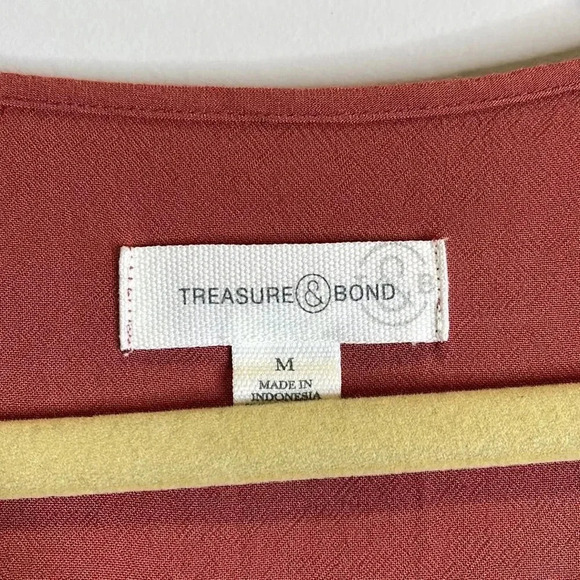 TREASURE & BOND
T & B
M
MADE IN
INDONESIA